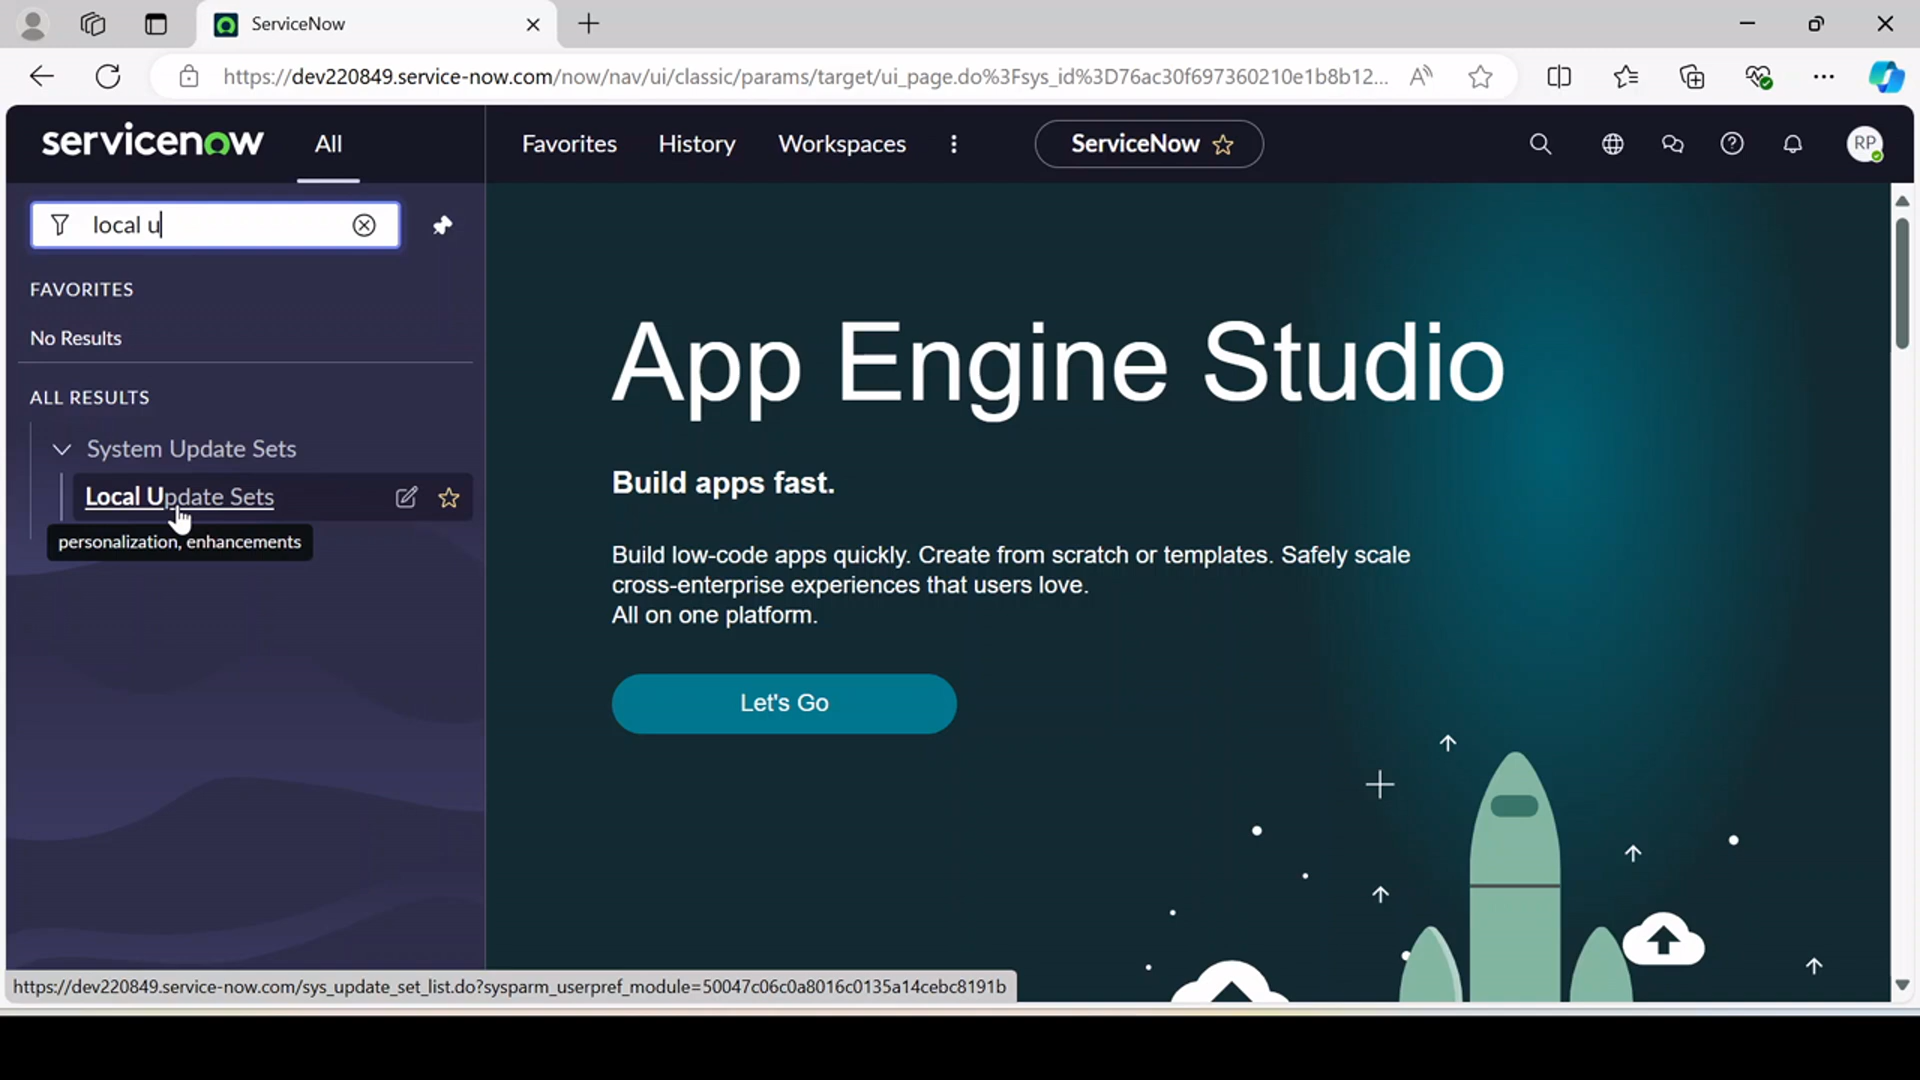 ServiceNow
https://dev220849.service-now.com/now/nav/ui/classic/params/target/ui_page.do%3Fsys_id%3D76ac30f697360210e1b8b12...
servicenow
All
Favorites
History
Workspaces
ServiceNow
RP
local u
FAVORITES
No Results
ALL RESULTS
System Update Sets
Local Update Sets
personalization, enhancements
App Engine Studio
Build apps fast.
Build low-code apps quickly. Create from scratch or templates. Safely scale
cross-enterprise experiences that users love.
All on one platform.
Let's Go
https://dev220849.service-now.com/sys_update_set_list.do?sysparm_userpref_module=50047c06c0a8016c0135a14cebc8191b